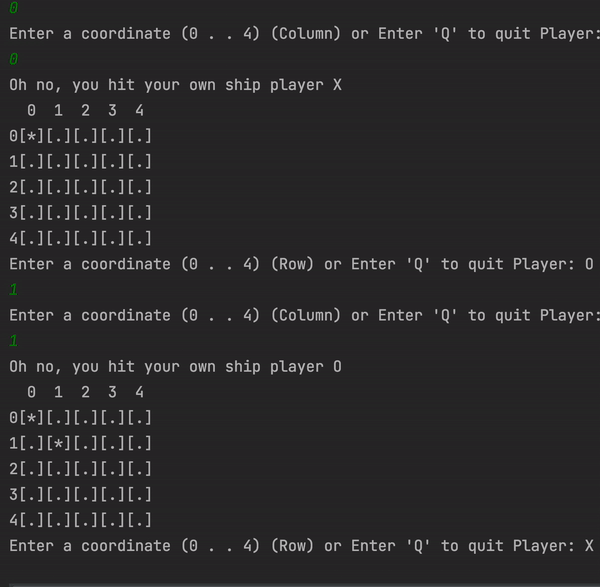 0
Enter a coordinate (0 . . 4) (Column) or Enter 'Q' to quit Player:
0
Oh no, you hit your own ship player X
  0  1  2  3  4
0[*][.][.][.][.]
1[.][.][.][.][.]
2[.][.][.][.][.]
3[.][.][.][.][.]
4[.][.][.][.][.]
Enter a coordinate (0 . . 4) (Row) or Enter 'Q' to quit Player: O
1
Enter a coordinate (0 . . 4) (Column) or Enter 'Q' to quit Player:
1
Oh no, you hit your own ship player O
  0  1  2  3  4
0[*][.][.][.][.]
1[.][*][.][.][.]
2[.][.][.][.][.]
3[.][.][.][.][.]
4[.][.][.][.][.]
Enter a coordinate (0 . . 4) (Row) or Enter 'Q' to quit Player: X